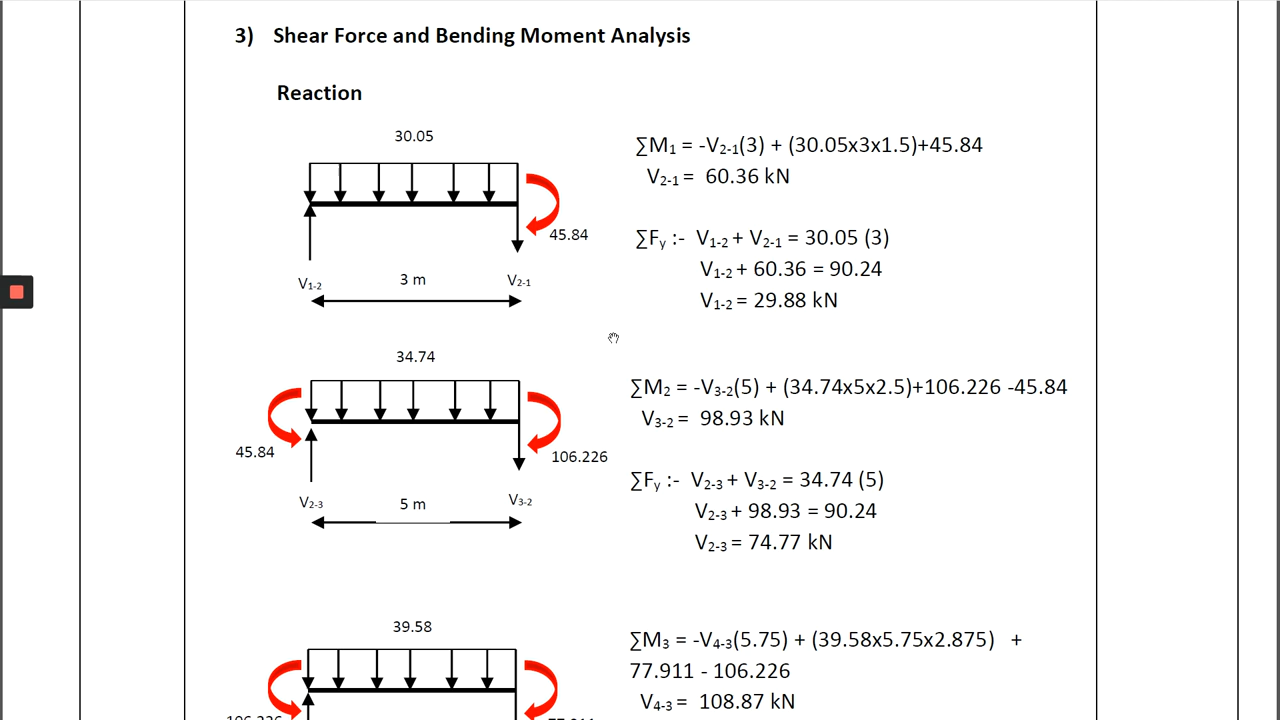 3) Shear Force and Bending Moment Analysis
Reaction
30.05
45.84
V1-2
3 m
V2-1
∑M1 = -V2-1(3) + (30.05x3x1.5)+45.84
V2-1 = 60.36 kN
∑Fy :- V1-2 + V2-1 = 30.05 (3)
V1-2 + 60.36 = 90.24
V1-2 = 29.88 kN
34.74
45.84
106.226
V2-3
5 m
V3-2
∑M2 = -V3-2(5) + (34.74x5x2.5)+106.226 -45.84
V3-2 = 98.93 kN
∑Fy :- V2-3 + V3-2 = 34.74 (5)
V2-3 + 98.93 = 90.24
V2-3 = 74.77 kN
39.58
106.226
77.911
∑M3 = -V4-3(5.75) + (39.58x5.75x2.875) +
77.911 - 106.226
V4-3 = 108.87 kN